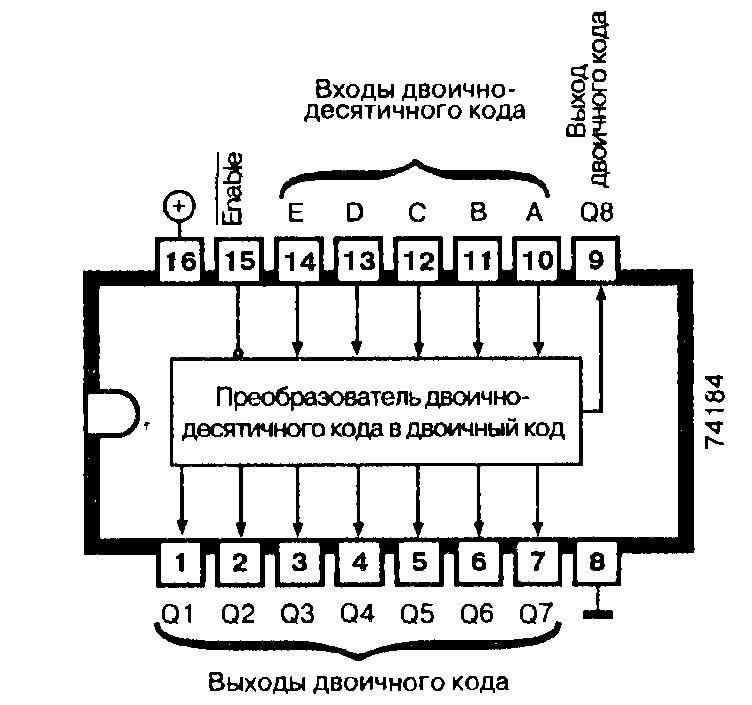 Входы двоично-
десятичного кода
Выход
двоичного кода
Enable
E D C B A Q8
16 15 14 13 12 11 10 9
Преобразователь двоично-
десятичного кода в двоичный код
74184
1 2 3 4 5 6 7 8
Q1 Q2 Q3 Q4 Q5 Q6 Q7
Выходы двоичного кода